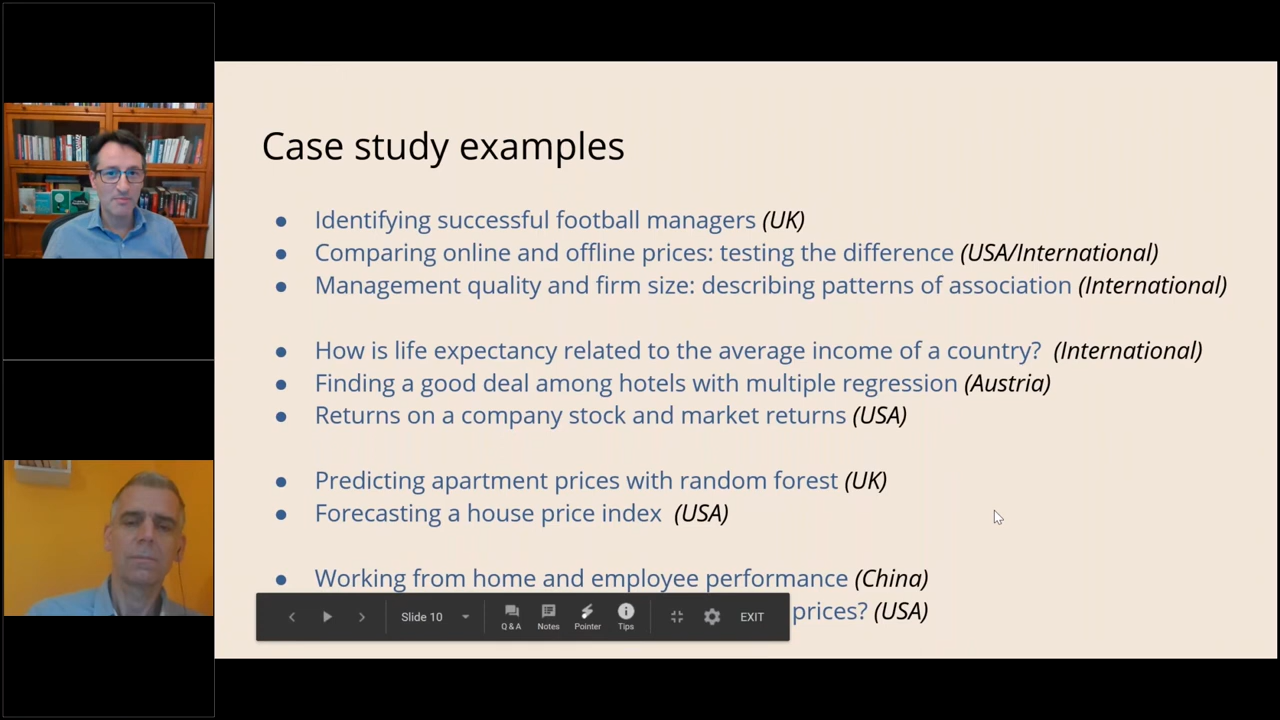 Case study examples
● Identifying successful football managers (UK)
● Comparing online and offline prices: testing the difference (USA/International)
● Management quality and firm size: describing patterns of association (International)
● How is life expectancy related to the average income of a country? (International)
● Finding a good deal among hotels with multiple regression (Austria)
● Returns on a company stock and market returns (USA)
● Predicting apartment prices with random forest (UK)
● Forecasting a house price index (USA)
● Working from home and employee performance (China)
prices? (USA)
Slide 10
Q & A
Notes
Pointer
Tips
EXIT